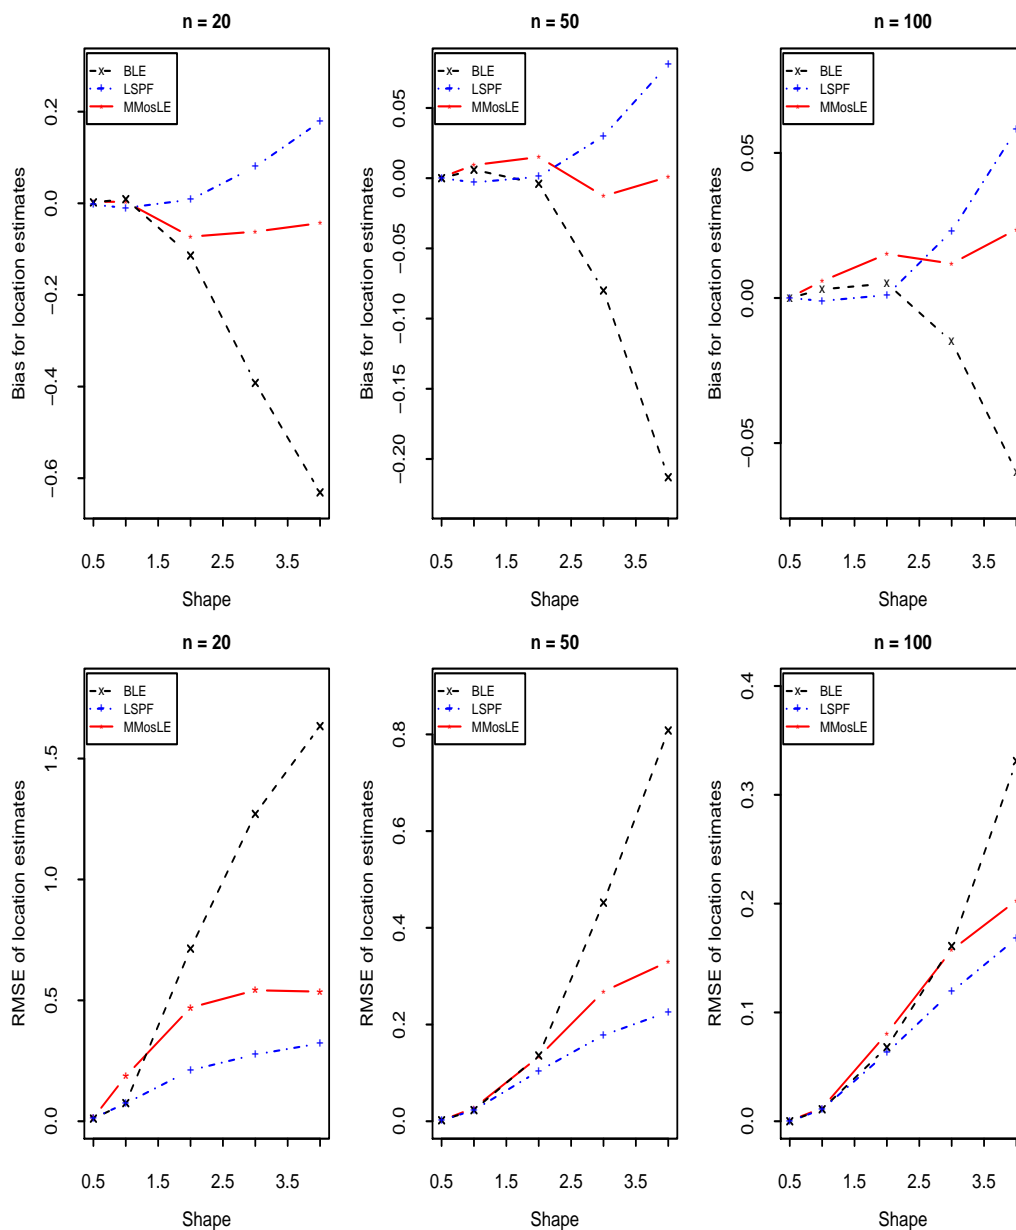 n = 20
BLE
LSPF
MMosLE
Bias for location estimates
0.2
0.0
−0.2
−0.4
−0.6
0.5 1.5 2.5 3.5
Shape
n = 50
BLE
LSPF
MMosLE
Bias for location estimates
0.05
0.00
−0.05
−0.10
−0.15
−0.20
0.5 1.5 2.5 3.5
Shape
n = 100
BLE
LSPF
MMosLE
Bias for location estimates
0.05
0.00
−0.05
0.5 1.5 2.5 3.5
Shape
n = 20
BLE
LSPF
MMosLE
RMSE of location estimates
1.5
1.0
0.5
0.0
0.5 1.5 2.5 3.5
Shape
n = 50
BLE
LSPF
MMosLE
RMSE of location estimates
0.8
0.6
0.4
0.2
0.0
0.5 1.5 2.5 3.5
Shape
n = 100
BLE
LSPF
MMosLE
RMSE of location estimates
0.4
0.3
0.2
0.1
0.0
0.5 1.5 2.5 3.5
Shape